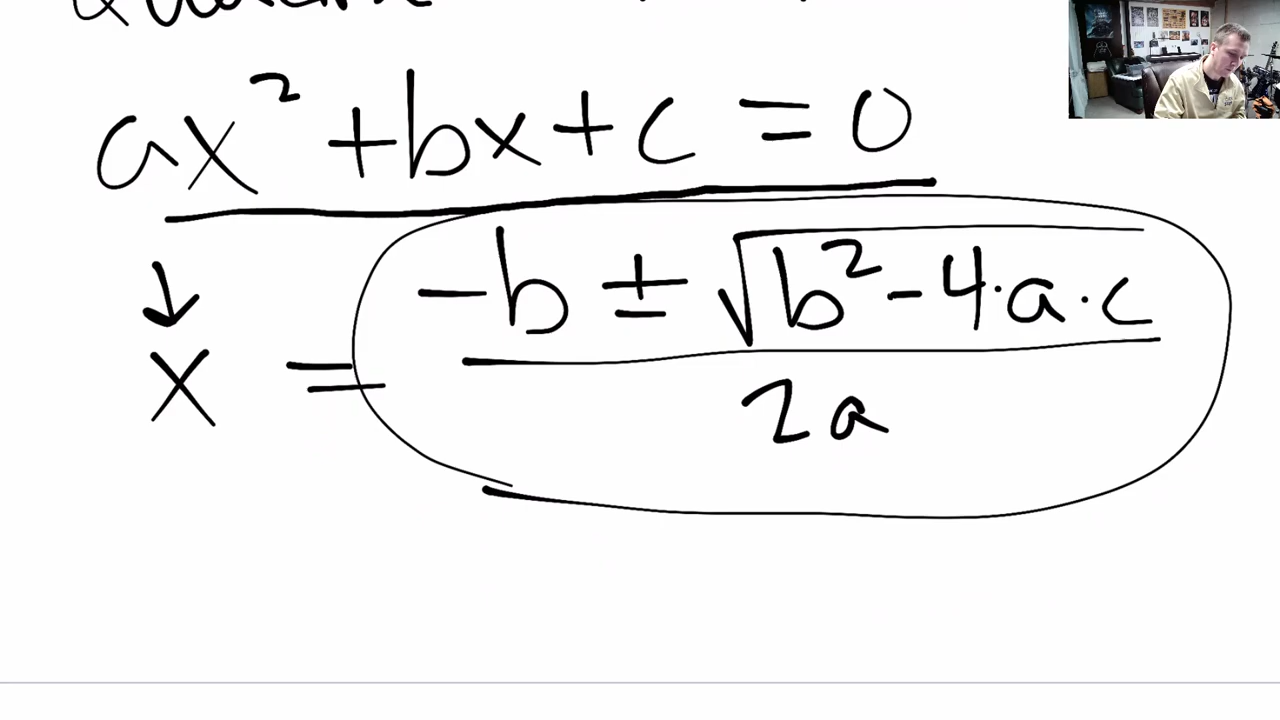 ax² + bx + c = 0
x = -b ± √b² - 4·a·c
2a